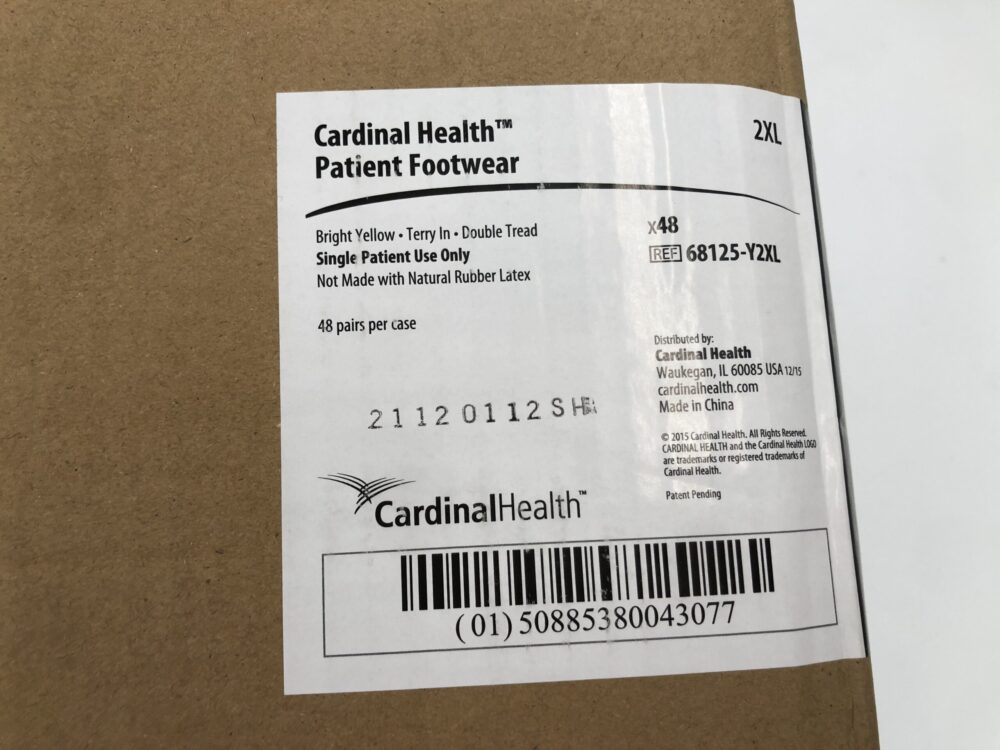 Cardinal Health™
Patient Footwear
2XL
Bright Yellow • Terry In • Double Tread
Single Patient Use Only
Not Made with Natural Rubber Latex
48 pairs per case
x48
REF 68125-Y2XL
Distributed by:
Cardinal Health
Waukegan, IL 60085 USA 12/15
cardinalhealth.com
Made in China
© 2015 Cardinal Health. All Rights Reserved.
CARDINAL HEALTH and the Cardinal Health LOGO
are trademarks or registered trademarks of
Cardinal Health.
Patent Pending
21120112
CardinalHealth™
(01)50885380043077